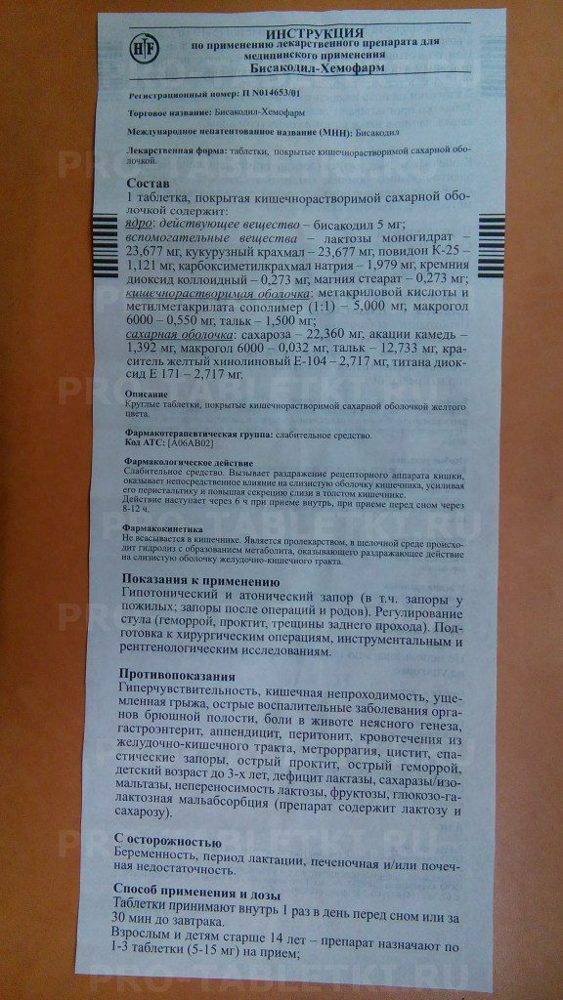 HF
ИНСТРУКЦИЯ
по применению лекарственного препарата для
медицинского применения
Бисакодил-Хемофарм
Регистрационный номер: П N014653/01
Торговое название: Бисакодил-Хемофарм
Международное непатентованное название (МНН): Бисакодил
Лекарственная форма: таблетки, покрытые кишечнорастворимой сахарной обо-
лочкой.
Состав
1 таблетка, покрытая кишечнорастворимой сахарной обо-
лочкой содержит:
ядро: действующее вещество – бисакодил 5 мг;
вспомогательные вещества – лактозы моногидрат –
23,677 мг, кукурузный крахмал – 23,677 мг, повидон К-25 –
1,121 мг, карбоксиметилкрахмал натрия – 1,979 мг, кремния
диоксид коллоидный – 0,273 мг, магния стеарат – 0,273 мг;
кишечнорастворимая оболочка: метакриловой кислоты и
метилметакрилата сополимер (1:1) – 5,000 мг, макрогол
6000 – 0,550 мг, тальк – 1,500 мг;
сахарная оболочка: сахароза – 22,360 мг, акации камедь –
1,392 мг, макрогол 6000 – 0,032 мг, тальк – 12,733 мг, кра-
ситель желтый хинолиновый Е-104 – 2,717 мг, титана диок-
сид Е 171 – 2,717 мг.
Описание
Круглые таблетки, покрытые кишечнорастворимой сахарной оболочкой желтого
цвета.
Фармакотерапевтическая группа: слабительное средство.
Код АТС: [A06AB02]
Фармакологическое действие
Слабительное средство. Вызывает раздражение рецепторного аппарата кишки,
оказывает непосредственное влияние на слизистую оболочку кишечника, усиливая
его перистальтику и повышая секрецию слизи в толстом кишечнике.
Действие наступает через 6 ч при приеме внутрь, при приеме перед сном через
8-12 ч.
Фармакокинетика
Не всасывается в кишечнике. Является пролекарством, в щелочной среде происхо-
дит гидролиз с образованием метаболита, оказывающего раздражающее действие
на слизистую оболочку желудочно-кишечного тракта.
Показания к применению
Гипотонический и атонический запор (в т.ч. запоры у
пожилых; запоры после операций и родов). Регулирование
стула (геморрой, проктит, трещины заднего прохода). Под-
готовка к хирургическим операциям, инструментальным и
рентгенологическим исследованиям.
Противопоказания
Гиперчувствительность, кишечная непроходимость, уще-
мленная грыжа, острые воспалительные заболевания орга-
нов брюшной полости, боли в животе неясного генеза,
гастроэнтерит, аппендицит, перитонит, кровотечения из
желудочно-кишечного тракта, метроррагия, цистит, спа-
стические запоры, острый проктит, острый геморрой,
детский возраст до 3-х лет, дефицит лактазы, сахаразы/изо-
мальтазы, непереносимость лактозы, фруктозы, глюкозо-га-
лактозная мальабсорбция (препарат содержит лактозу и
сахарозу).
С осторожностью
Беременность, период лактации, печеночная и/или почеч-
ная недостаточность.
Способ применения и дозы
Таблетки принимают внутрь 1 раз в день перед сном или за
30 мин до завтрака.
Взрослым и детям старше 14 лет – препарат назначают по
1-3 таблетки (5-15 мг) на прием;
PRO-TABLETKI.RU